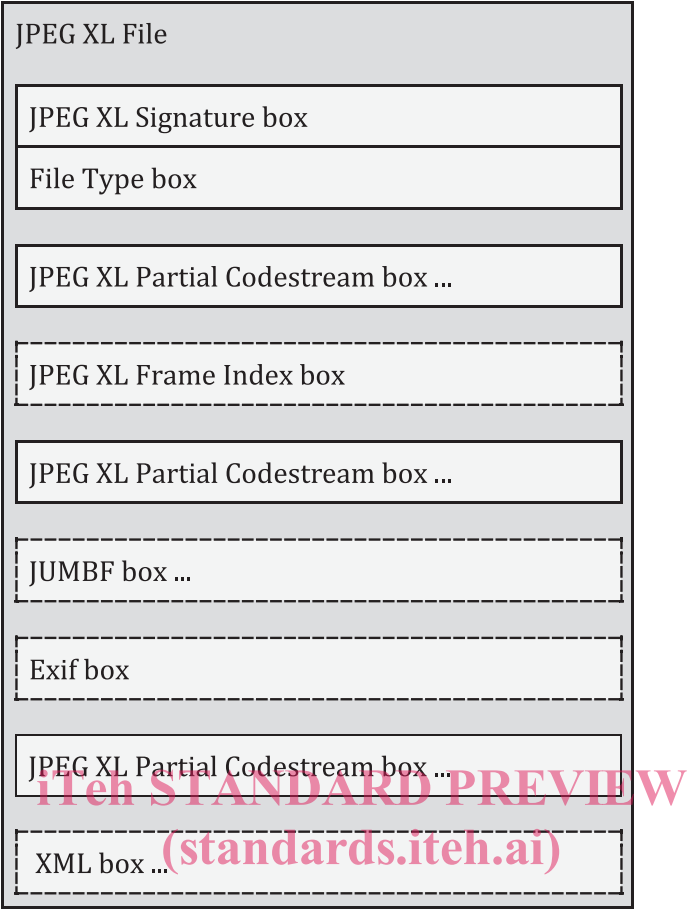 JPEG XL File
JPEG XL Signature box
File Type box
JPEG XL Partial Codestream box ...
JPEG XL Frame Index box
JPEG XL Partial Codestream box ...
JUMBF box ...
Exif box
JPEG XL Partial Codestream box ...
iTeh STANDARD PREVIEW
(standards.iteh.ai)
XML box ...